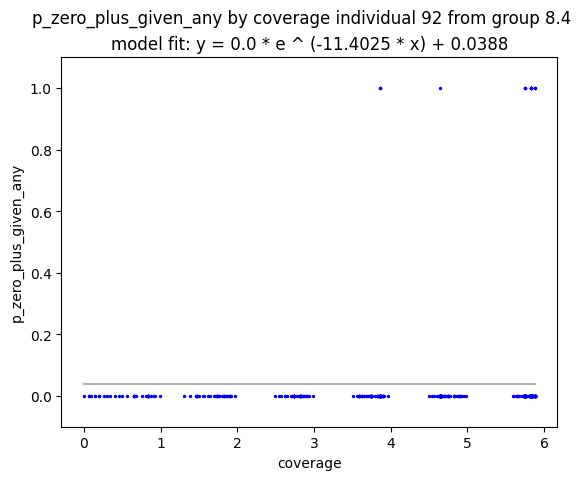 p_zero_plus_given_any by coverage individual 92 from group 8.4
model fit: y = 0.0 * e ^ (-11.4025 * x) + 0.0388
p_zero_plus_given_any
1.0
0.8
0.6
0.4
0.2
0.0
0 1 2 3 4 5 6
coverage